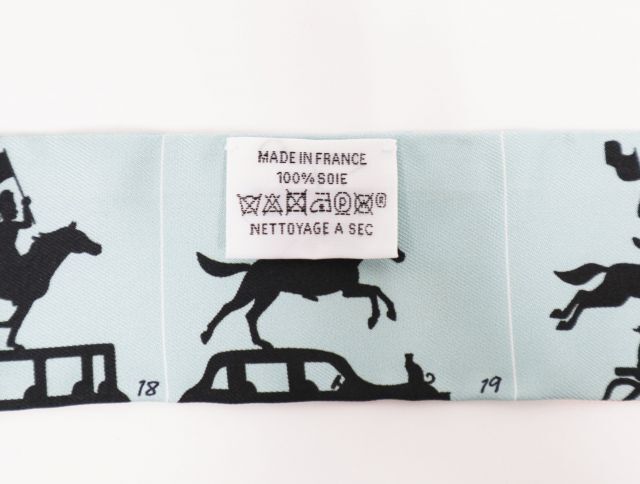 MADE IN FRANCE
100% SOIE
P ®
NETTOYAGE A SEC
18
19